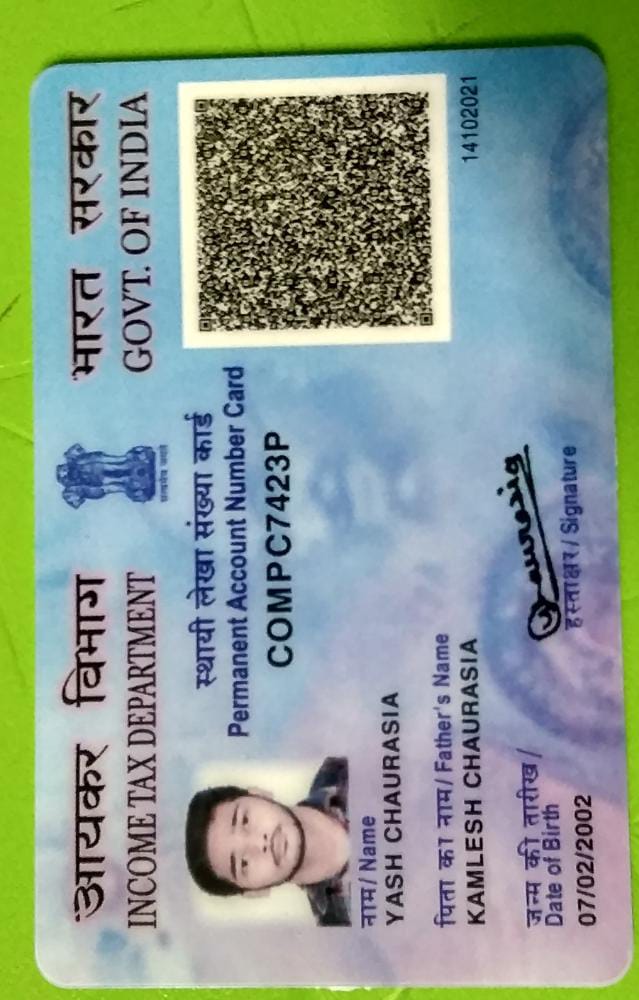 आयकर विभाग
INCOME TAX DEPARTMENT
सत्यमेव जयते
भारत सरकार
GOVT. OF INDIA
स्थायी लेखा संख्या कार्ड
Permanent Account Number Card
COMPC7423P
नाम / Name
YASH CHAURASIA
पिता का नाम / Father's Name
KAMLESH CHAURASIA
जन्म की तारीख /
Date of Birth
07/02/2002
Chaurasia
हस्ताक्षर / Signature
14102021